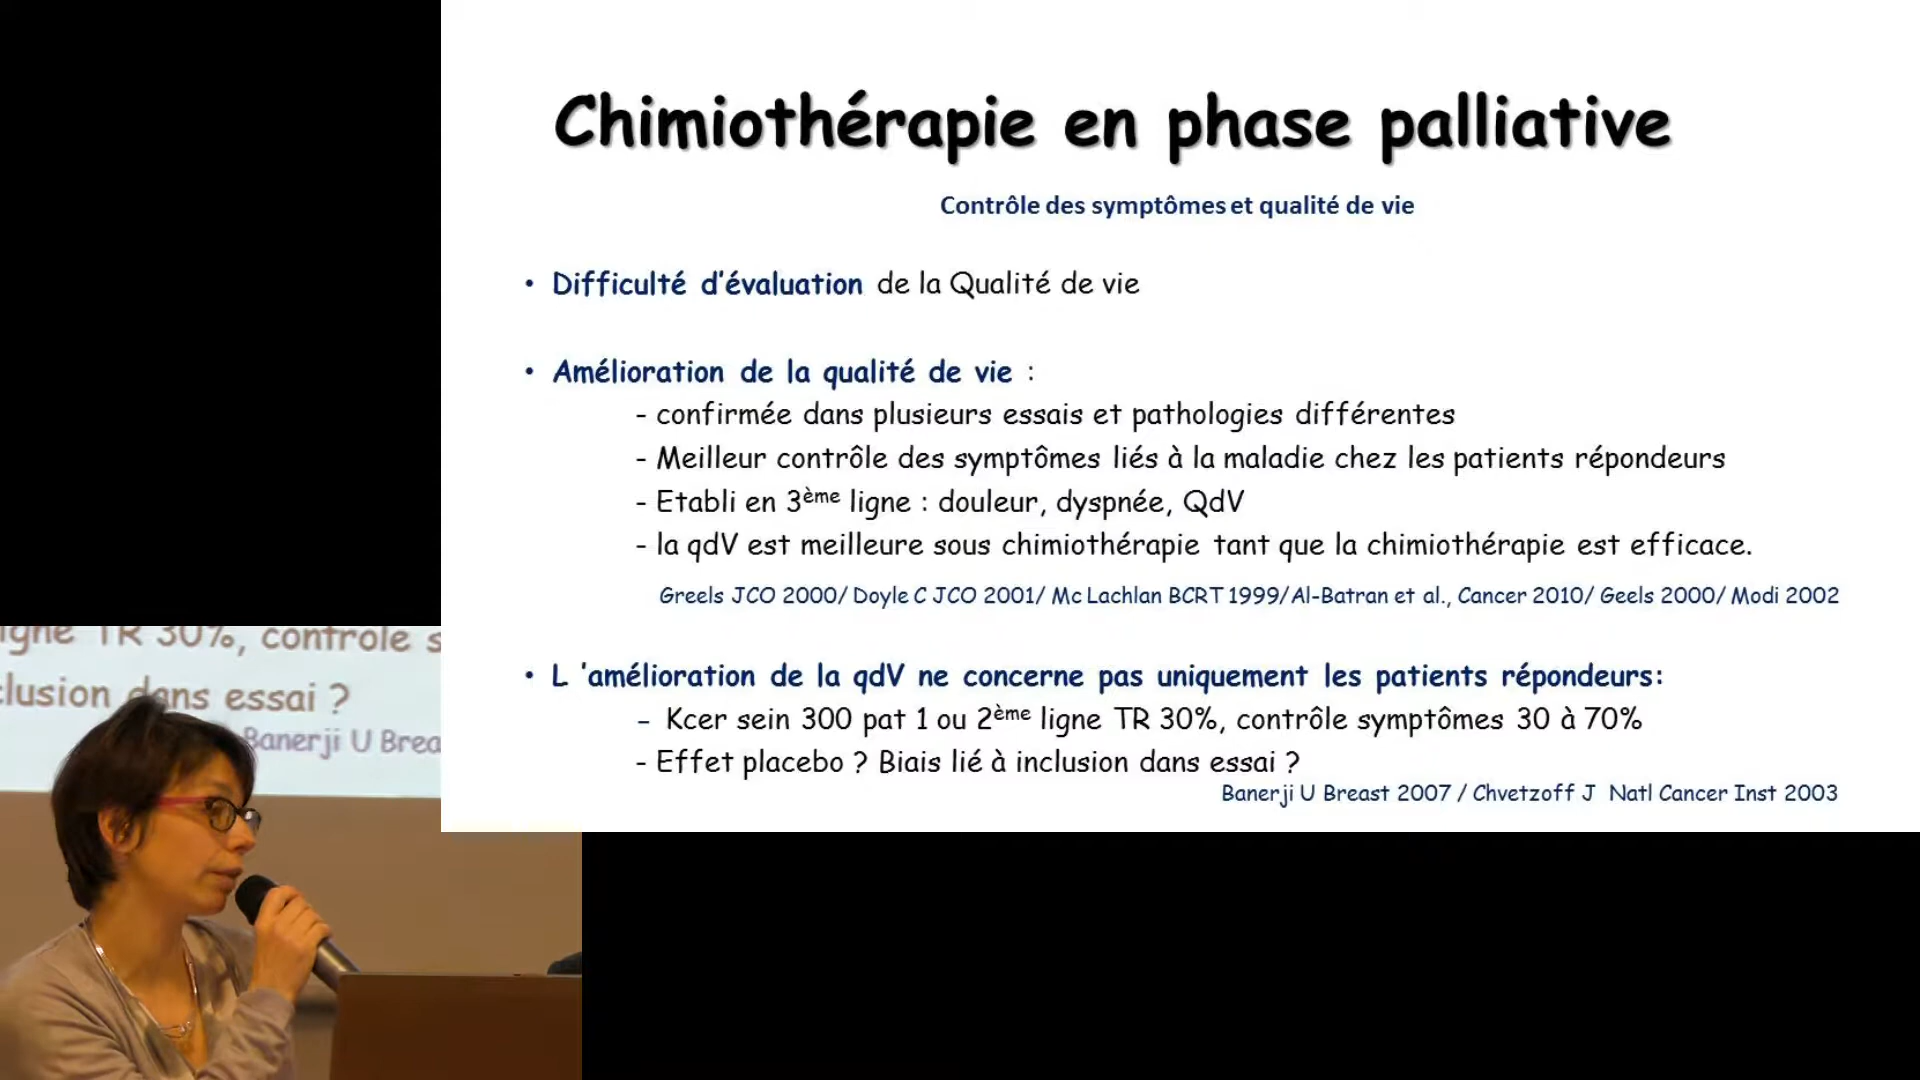 Chimiothérapie en phase palliative
Contrôle des symptômes et qualité de vie
• Difficulté d'évaluation de la Qualité de vie
• Amélioration de la qualité de vie :
- confirmée dans plusieurs essais et pathologies différentes
- Meilleur contrôle des symptômes liés à la maladie chez les patients répondeurs
- Etabli en 3ème ligne : douleur, dyspnée, QdV
- la qdV est meilleure sous chimiothérapie tant que la chimiothérapie est efficace.
Greels JCO 2000/ Doyle C JCO 2001/ Mc Lachlan BCRT 1999/Al-Batran et al., Cancer 2010/ Geels 2000/ Modi 2002
• L 'amélioration de la qdV ne concerne pas uniquement les patients répondeurs:
- Kcer sein 300 pat 1 ou 2ème ligne TR 30%, contrôle symptômes 30 à 70%
- Effet placebo ? Biais lié à inclusion dans essai ?
Banerji U Breast 2007 / Chvetzoff J Natl Cancer Inst 2003
TR 30%, controle
dans essai ?
Banerji U